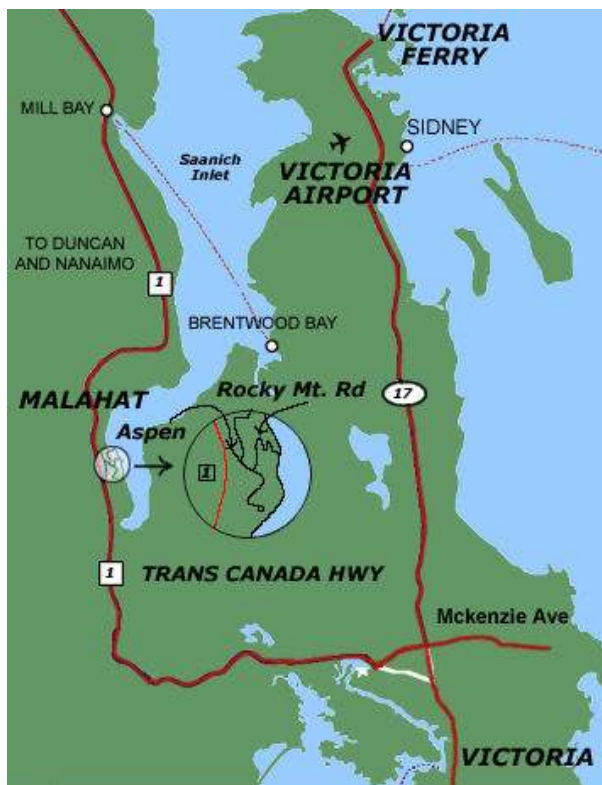 VICTORIA
FERRY
MILL BAY
SIDNEY
Saanich
Inlet
VICTORIA
AIRPORT
TO DUNCAN
AND NANAIMO
1
BRENTWOOD BAY
MALAHAT
Rocky Mt. Rd
17
Aspen
1
1
TRANS CANADA HWY
Mckenzie Ave
VICTORIA